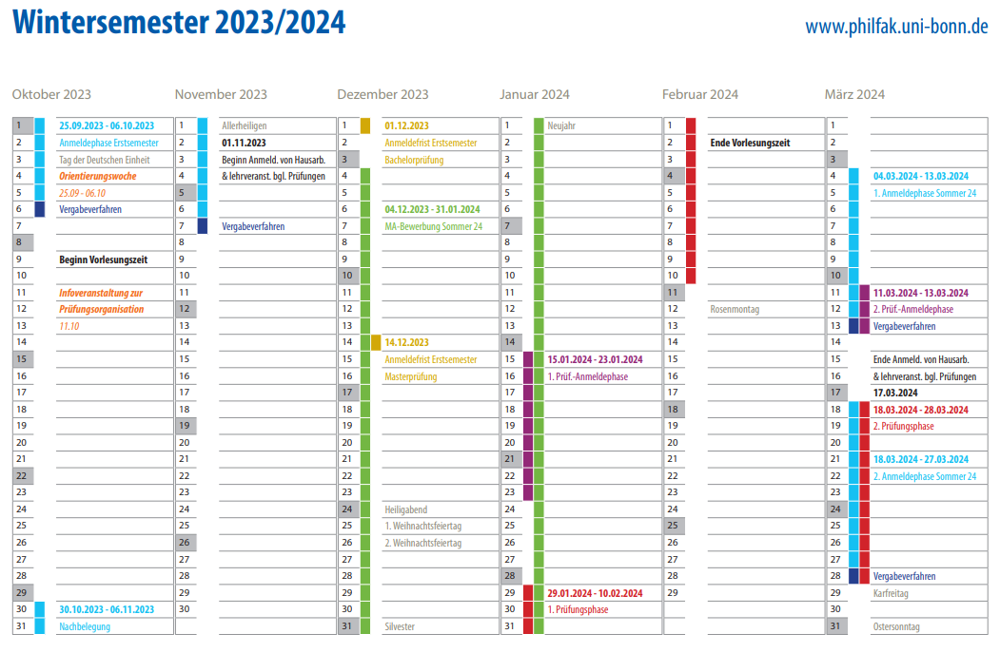 Wintersemester 2023/2024
www.philfak.uni-bonn.de
Oktober 2023
1 25.09.2023 - 06.10.2023
2 Anmeldephase Erstsemester
3 Tag der Deutschen Einheit
4 Orientierungswoche
5 25.09 - 06.10
6 Vergabeverfahren
7
8
9 Beginn Vorlesungszeit
10
11 Infoveranstaltung zur
12 Prüfungsorganisation
13 11.10
14
15
16
17
18
19
20
21
22
23
24
25
26
27
28
29
30 30.10.2023 - 06.11.2023
31 Nachbelegung
November 2023
1 Allerheiligen
2 01.11.2023
3 Beginn Anmeld. von Hausarb.
4 & lehrveranst. bgl. Prüfungen
5
6
7 Vergabeverfahren
8
9
10
11
12
13
14
15
16
17
18
19
20
21
22
23
24
25
26
27
28
29
30
Dezember 2023
1 01.12.2023
2 Anmeldefrist Erstsemester
3 Bachelorprüfung
4
5
6 04.12.2023 - 31.01.2024
7 MA-Bewerbung Sommer 24
8
9
10
11
12
13
14 14.12.2023
15 Anmeldefrist Erstsemester
16 Masterprüfung
17
18
19
20
21
22
23
24 Heiligabend
25 1. Weihnachtsfeiertag
26 2. Weihnachtsfeiertag
27
28
29
30
31 Silvester
Januar 2024
1 Neujahr
2
3
4
5
6
7
8
9
10
11
12
13
14
15 15.01.2024 - 23.01.2024
16 1. Prüf.-Anmeldephase
17
18
19
20
21
22
23
24
25
26
27
28
29 29.01.2024 - 10.02.2024
30 1. Prüfungsphase
31
Februar 2024
1
2 Ende Vorlesungszeit
3
4
5
6
7
8
9
10
11
12 Rosenmontag
13
14
15
16
17
18
19
20
21
22
23
24
25
26
27
28
29
März 2024
1
2
3
4 04.03.2024 - 13.03.2024
5 1. Anmeldephase Sommer 24
6
7
8
9
10
11 11.03.2024 - 13.03.2024
12 2. Prüf.-Anmeldephase
13 Vergabeverfahren
14
15 Ende Anmeld. von Hausarb.
16 & lehrveranst. bgl. Prüfungen
17 17.03.2024
18 18.03.2024 - 28.03.2024
19 2. Prüfungsphase
20
21 18.03.2024 - 27.03.2024
22 2. Anmeldephase Sommer 24
23
24
25
26
27
28 Vergabeverfahren
29 Karfreitag
30
31 Ostersonntag